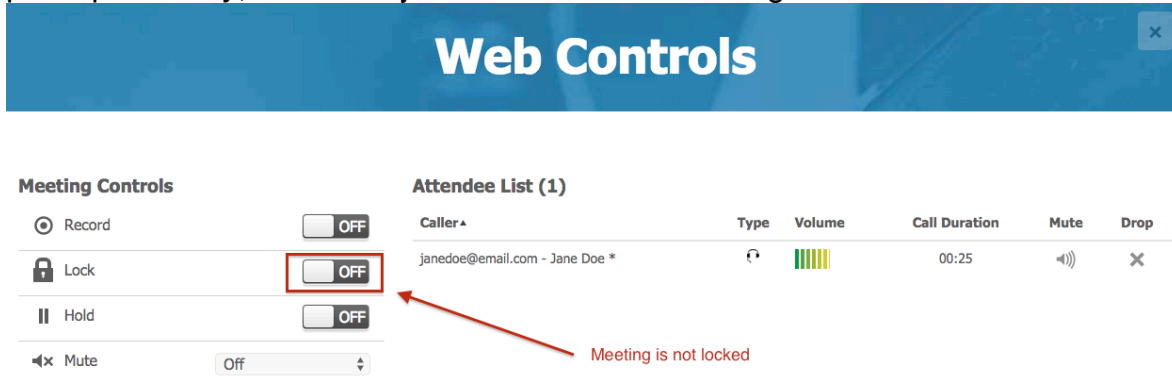 Web Controls
×
Meeting Controls
Record OFF
Lock OFF
Hold OFF
Mute Off
Attendee List (1)
Caller▲ Type Volume Call Duration Mute Drop
janedoe@email.com - Jane Doe * 00:25
Meeting is not locked